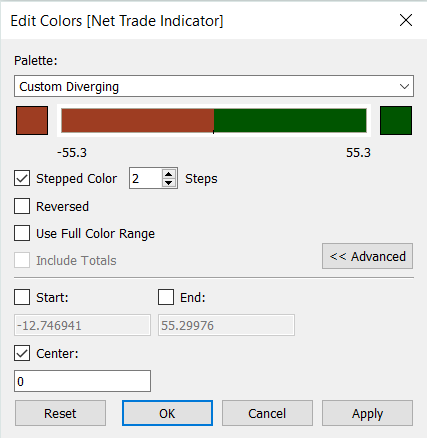 Edit Colors [Net Trade Indicator]
Palette:
Custom Diverging
-55.3 55.3
Stepped Color 2 Steps
Reversed
Use Full Color Range
Include Totals
<< Advanced
Start: End:
-12.746941 55.29976
Center:
0
Reset OK Cancel Apply